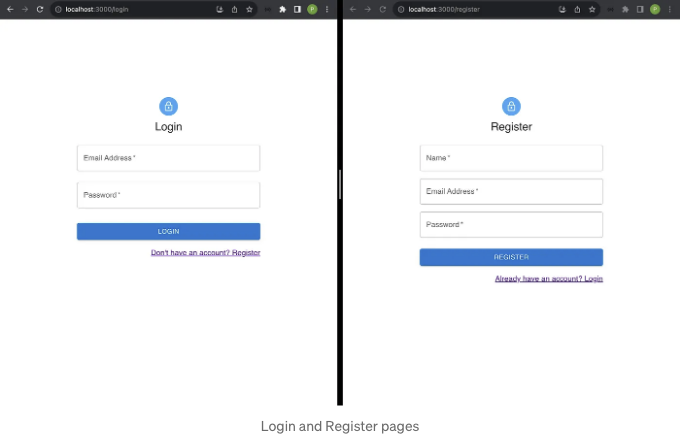 localhost:3000/login
Login
Email Address *
Password *
LOGIN
Don't have an account? Register
localhost:3000/register
P
P
Register
Name *
Email Address *
Password *
REGISTER
Already have an account? Login
Login and Register pages